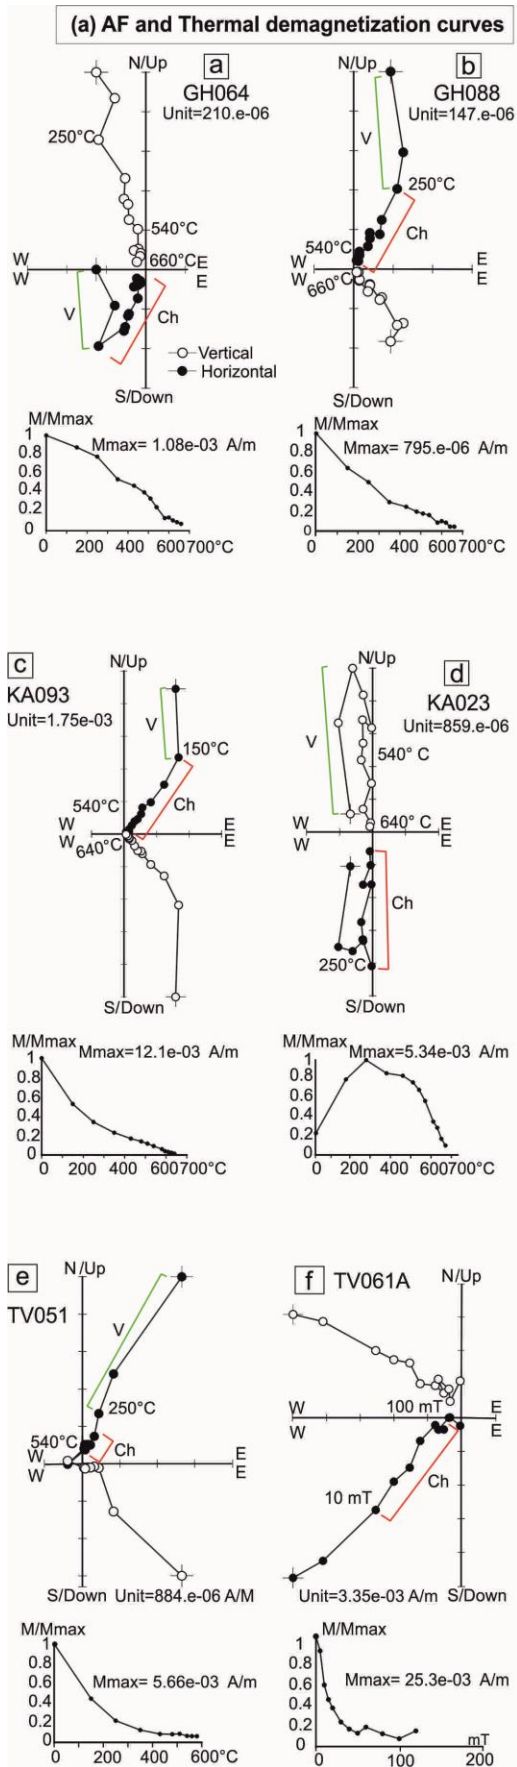 (a) AF and Thermal demagnetization curves
a
N/Up
GH064
Unit=210.e-06
250°C
540°C
660°C
W
E
W
E
V
Ch
Vertical
Horizontal
S/Down
M/Mmax
Mmax= 1.08e-03 A/m
1
0.8
0.6
0.4
0.2
0
0
200
400
600
700°C
N/Up
b
GH088
Unit=147.e-06
V
250°C
Ch
540°C
W
E
W
E
660°C
S/Down
M/Mmax
Mmax= 795.e-06 A/m
1
0.8
0.6
0.4
0.2
0
0
200
400
600
700°C
c
N/Up
KA093
Unit=1.75e-03
V
150°C
Ch
540°C
W
E
W
E
640°C
S/Down
M/Mmax
Mmax=12.1e-03 A/m
1
0.8
0.6
0.4
0.2
0
0
200
400
600
700°C
N/Up
d
KA023
Unit=859.e-06
V
540° C
640° C
W
E
W
E
Ch
250°C
S/Down
M/Mmax
Mmax=5.34e-03 A/m
1
0.8
0.6
0.4
0.2
0
200
400
600
700°C
e
N/Up
TV051
V
250°C
540°C
Ch
W
E
W
E
S/Down
Unit=884.e-06 A/M
M/Mmax
Mmax= 5.66e-03 A/m
1
0.8
0.6
0.4
0.2
0
0
200
400
600°C
f
TV061A
N/Up
100 mT
W
E
W
E
10 mT
Ch
Unit=3.35e-03 A/m
S/Down
M/Mmax
Mmax= 25.3e-03 A/m
1
0.8
0.6
0.4
0.2
0
0
100
mT
200